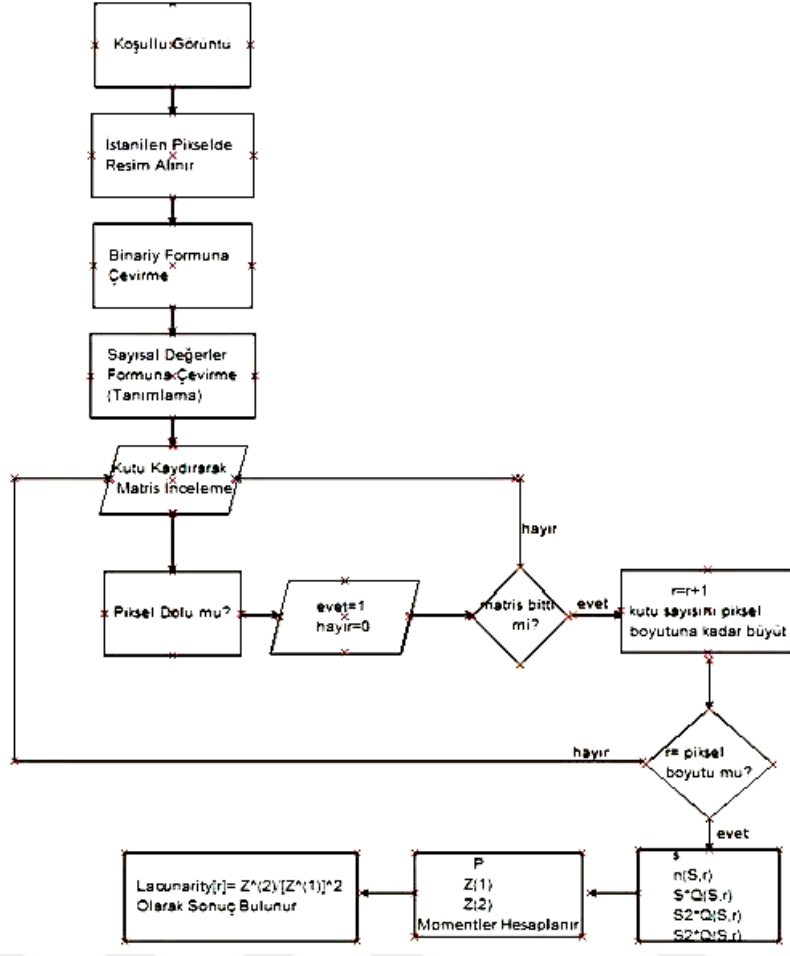 Koşullu Görüntü
İstanilen Pikselde
Resim Alınır
Binariy Formuna
Çevirme
Sayısal Değerler
Formuna Çevirme
(Tanımlama)
Kutu Kaydırarak
Matris İnceleme
hayır
Piksel Dolu mu?
evet=1
hayır=0
matris bitti
mi?
evet
r=r+1
kutu sayısını piksel
boyutuna kadar büyüt
hayır
r= piksel
boyutu mu?
evet
s
n(S,r)
S*Q(S,r)
S2*Q(S,r)
S2*Q(S,r)
P
Z(1)
Z(2)
Momentler Hesaplanır
Lacunarity[r]= Z^(2)/[Z^(1)]^2
Olarak Sonuç Bulunur